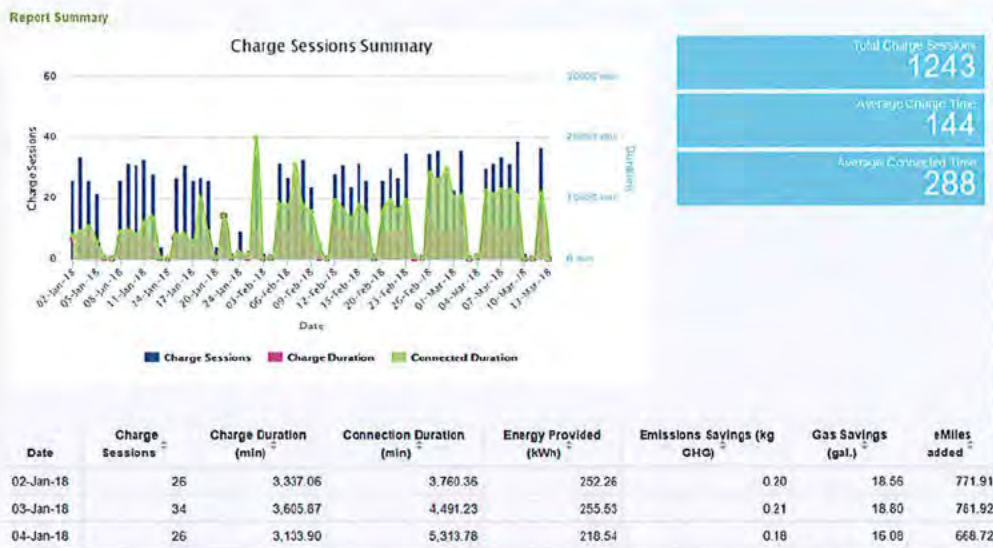 Report Summary
Charge Sessions Summary
60
40
20
0
Charge Sessions
0 min
Durations
02-Jan-18
05-Jan-18
08-Jan-18
11-Jan-18
14-Jan-18
17-Jan-18
20-Jan-18
24-Jan-18
03-Feb-18
06-Feb-18
09-Feb-18
12-Feb-18
15-Feb-18
20-Feb-18
23-Feb-18
26-Feb-18
01-Mar-18
04-Mar-18
07-Mar-18
10-Mar-18
13-Mar-18
Date
Charge Sessions Charge Duration Connected Duration
Total Charge Sessions
1243
Average Charge Time
144
Average Connected Time
288
Date Charge Sessions Charge Duration (min) Connection Duration (min) Energy Provided (kWh) Emissions Savings (kg GHG) Gas Savings (gal.) eMiles added
02-Jan-18 26 3,337.06 3,760.36 252.26 0.20 18.56 771.91
03-Jan-18 34 3,605.87 4,491.23 255.53 0.21 18.80 781.92
04-Jan-18 26 3,133.90 5,313.78 218.54 0.18 16.08 668.72